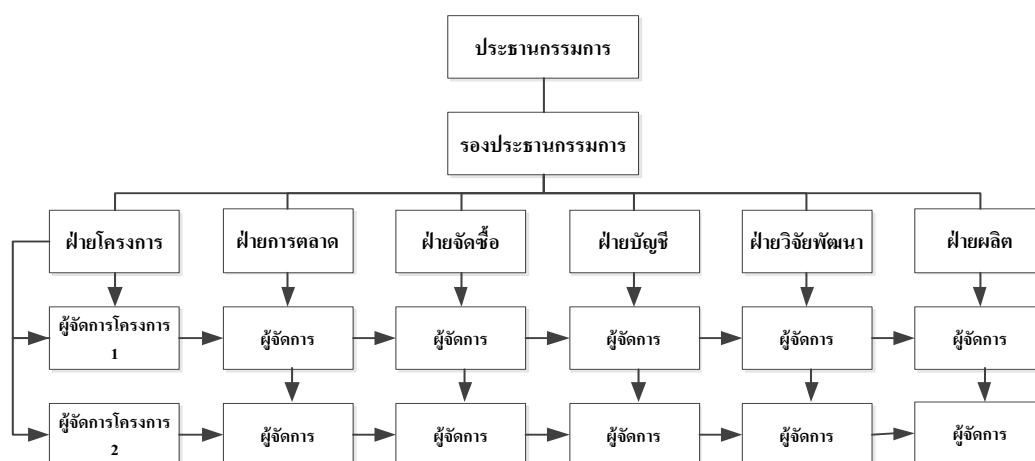 ประธานกรรมการ
รองประธานกรรมการ
ฝ่ายโครงการ
ฝ่ายการตลาด
ฝ่ายจัดซื้อ
ฝ่ายบัญชี
ฝ่ายวิจัยพัฒนา
ฝ่ายผลิต
ผู้จัดการโครงการ
1
ผู้จัดการ
ผู้จัดการ
ผู้จัดการ
ผู้จัดการ
ผู้จัดการ
ผู้จัดการโครงการ
2
ผู้จัดการ
ผู้จัดการ
ผู้จัดการ
ผู้จัดการ
ผู้จัดการ